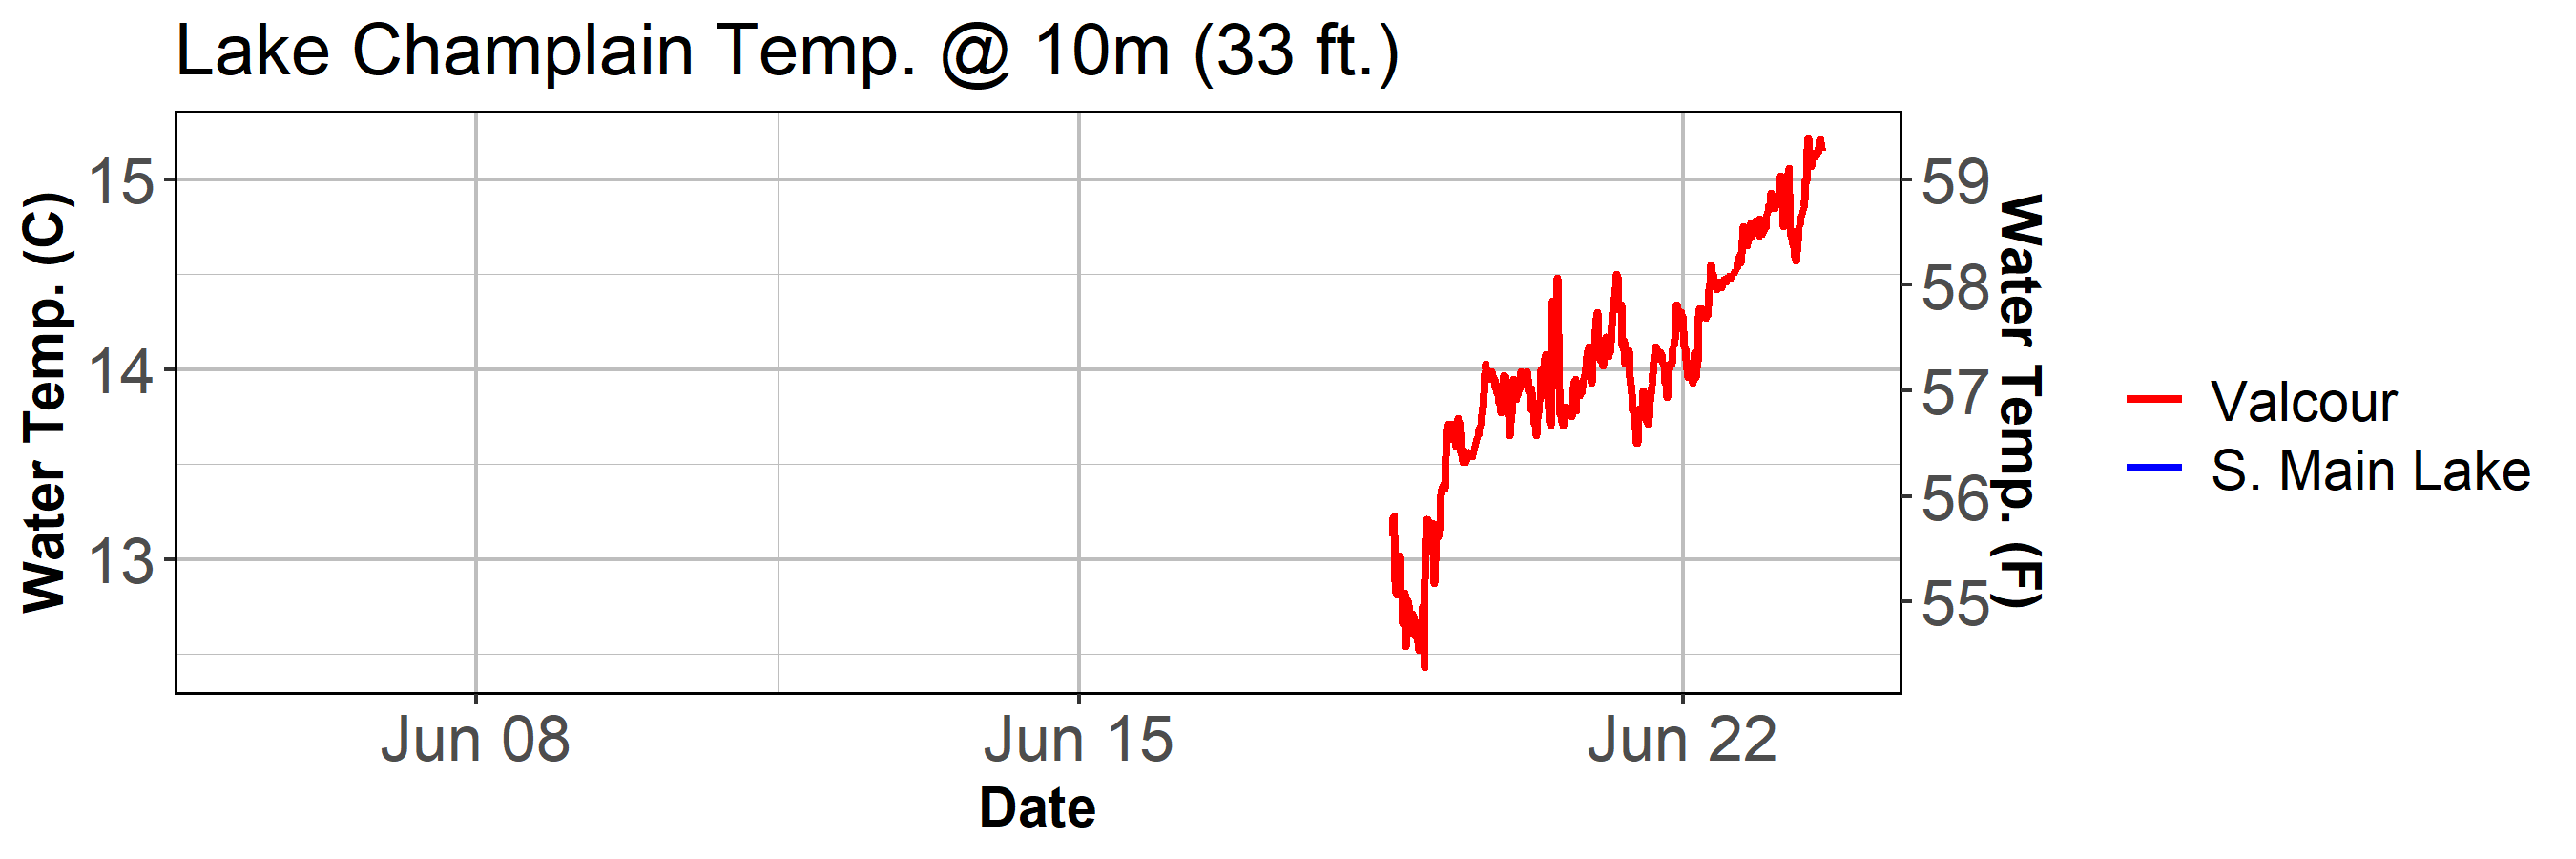 Lake Champlain Temp. @ 10m (33 ft.)
Water Temp. (C)
15
14
13
59
58
57
56
55
Water Temp. (F)
Jun 08
Jun 15
Jun 22
Date
Valcour
S. Main Lake